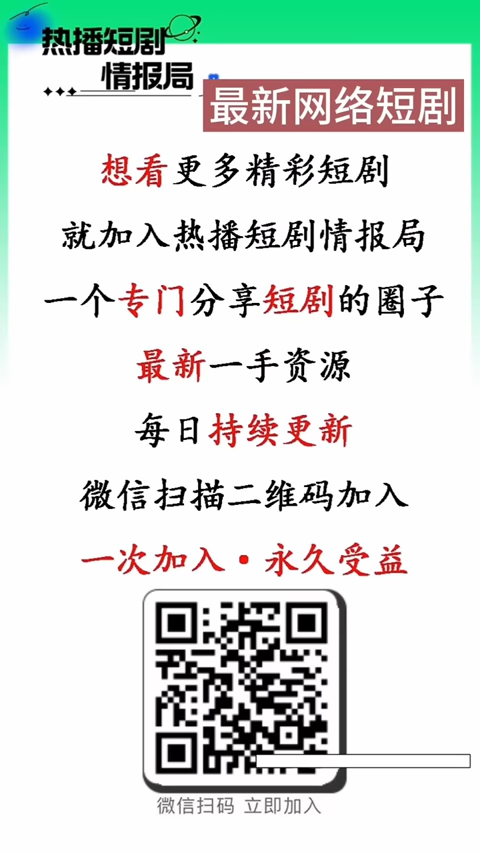 热播短剧
情报局
最新网络短剧
想看更多精彩短剧
就加入热播短剧情报局
一个专门分享短剧的圈子
最新一手资源
每日持续更新
微信扫描二维码加入
一次加入·永久受益
微信扫码 立即加入